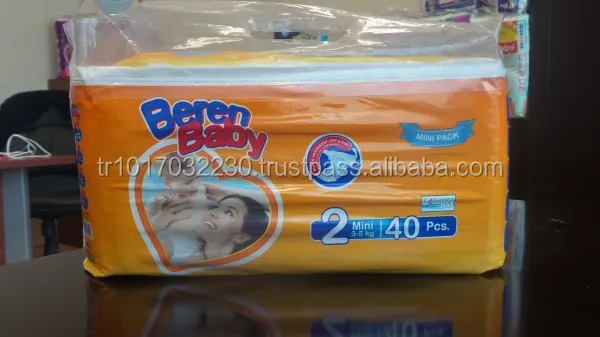 Beren
Baby
MINI PACK
tr1017032230.trustpass.alibaba.com
2 Mini 40 Pcs.
3-6 kg